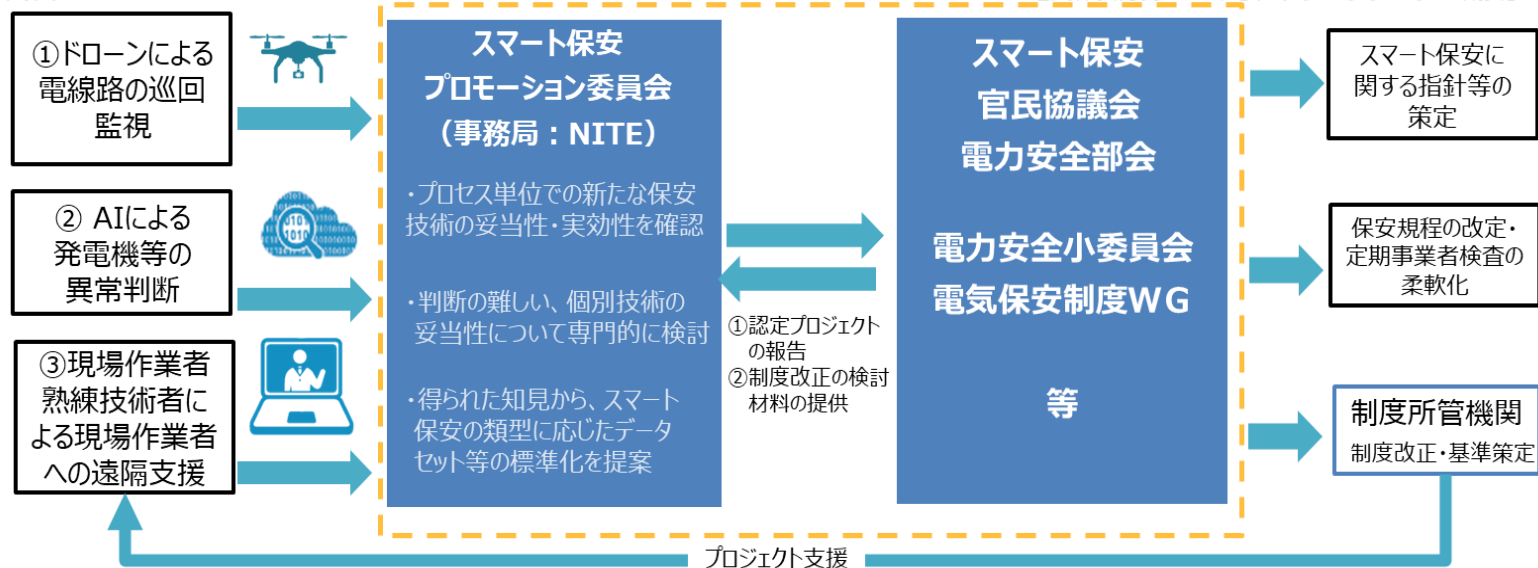 ①ドローンによる
電線路の巡回
監視
② AIによる
発電機等の
異常判断
③現場作業者
熟練技術者に
よる現場作業者
への遠隔支援
スマート保安
プロモーション委員会
（事務局：NITE）
・プロセス単位での新たな保安
技術の妥当性・実効性を確認
・判断の難しい、個別技術の
妥当性について専門的に検討
・得られた知見から、スマート
保安の類型に応じたデータ
セット等の標準化を提案
①認定プロジェクト
の報告
②制度改正の検討
材料の提供
スマート保安
官民協議会
電力安全部会
電力安全小委員会
電気保安制度WG
等
スマート保安に
関する指針等の
策定
保安規程の改定・
定期事業者検査の
柔軟化
制度所管機関
制度改正・基準策定
プロジェクト支援